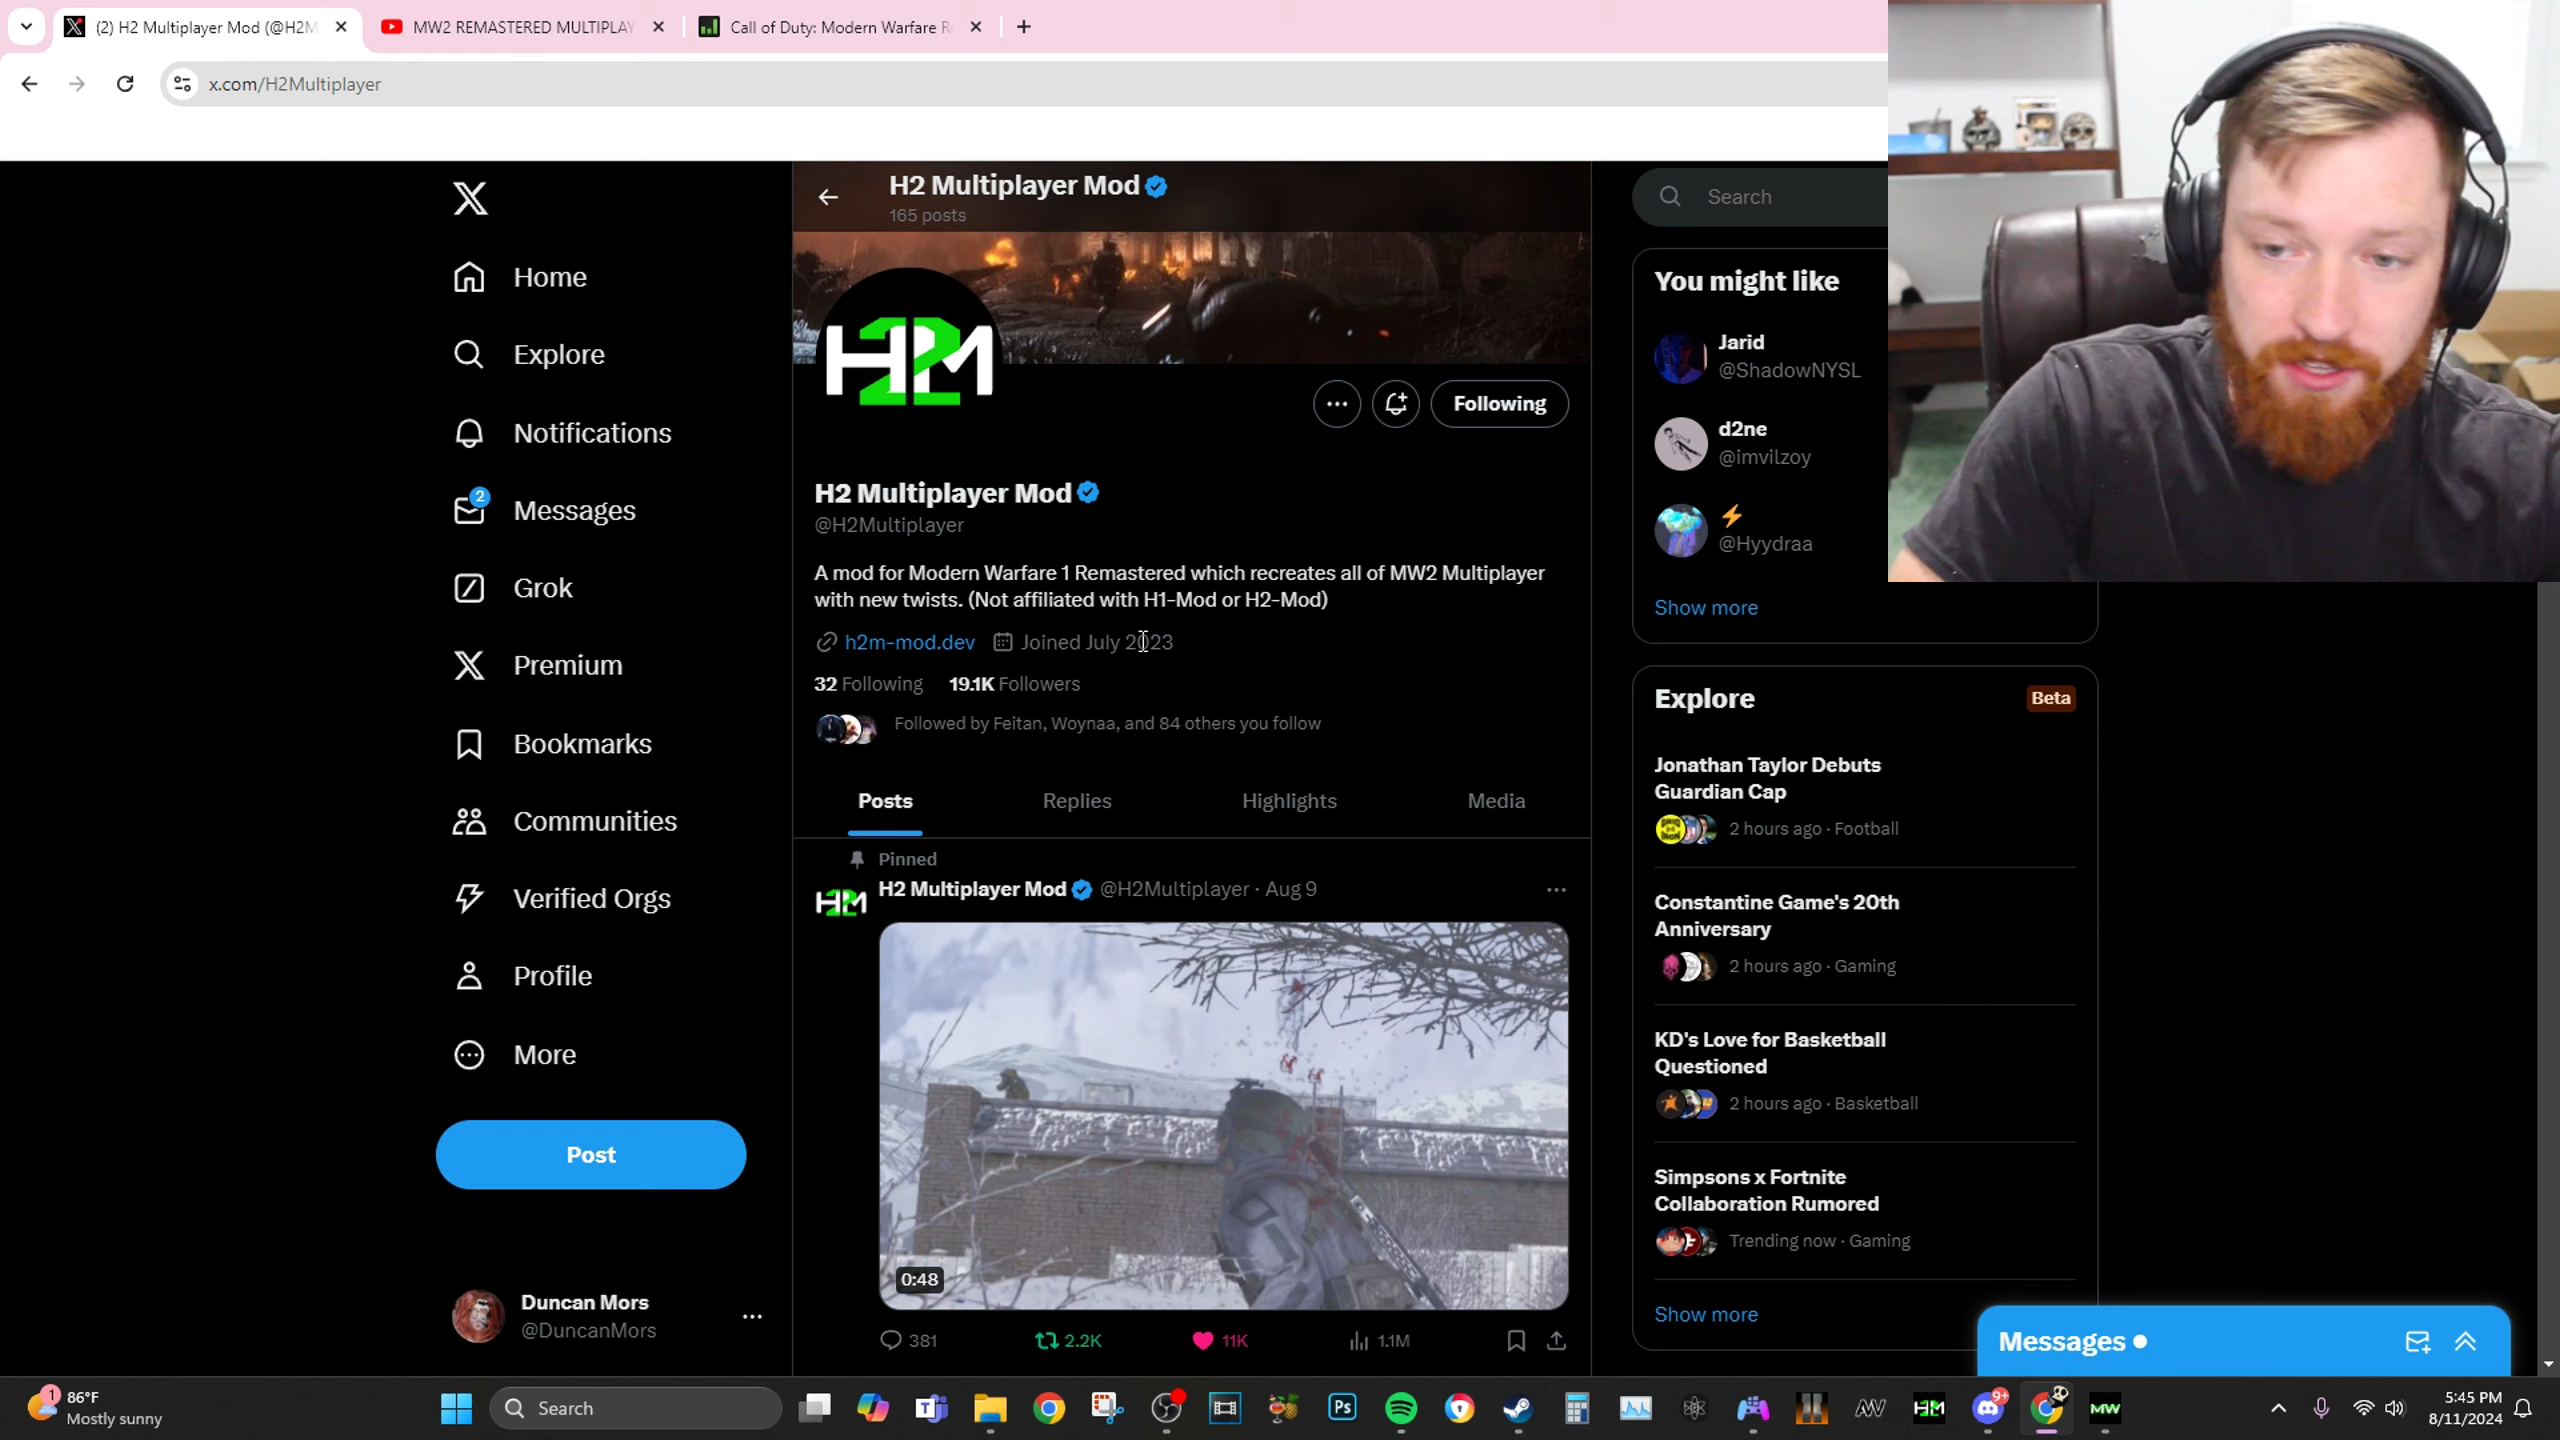 (2) H2 Multiplayer Mod (@H2M
MW2 REMASTERED MULTIPLAY
Call of Duty: Modern Warfare R
x.com/H2Multiplayer
H2 Multiplayer Mod
165 posts
Search
Home
Explore
Notifications
2
Messages
Grok
Premium
Bookmarks
Communities
Verified Orgs
Profile
More
Post
Duncan Mors
@DuncanMors
H2M
Following
H2 Multiplayer Mod
@H2Multiplayer
A mod for Modern Warfare 1 Remastered which recreates all of MW2 Multiplayer
with new twists. (Not affiliated with H1-Mod or H2-Mod)
h2m-mod.dev Joined July 2023
32 Following 19.1K Followers
Followed by Feitan, Woynaa, and 84 others you follow
Posts Replies Highlights Media
Pinned
H2M
H2 Multiplayer Mod @H2Multiplayer · Aug 9
0:48
381 2.2K 11K 1.1M
You might like
Jarid
@ShadowNYSL
d2ne
@imvilzoy
⚡
@Hyydraa
Show more
Explore Beta
Jonathan Taylor Debuts
Guardian Cap
2 hours ago · Football
Constantine Game's 20th
Anniversary
2 hours ago · Gaming
KD's Love for Basketball
Questioned
2 hours ago · Basketball
Simpsons x Fortnite
Collaboration Rumored
Trending now · Gaming
Show more
Messages
1
86°F
Mostly sunny
Search
Ps
H2M
9+
MW
5:45 PM
8/11/2024